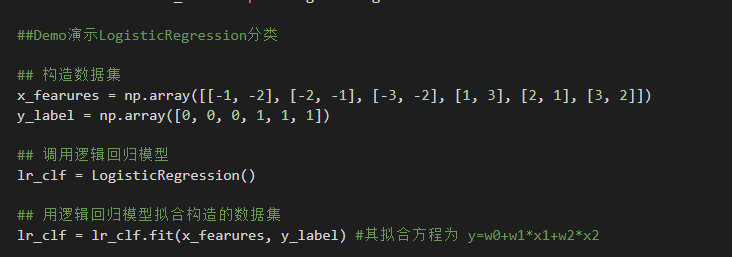 ##Demo演示LogisticRegression分类
## 构造数据集
x_fearures = np.array([[-1, -2], [-2, -1], [-3, -2], [1, 3], [2, 1], [3, 2]])
y_label = np.array([0, 0, 0, 1, 1, 1])
## 调用逻辑回归模型
lr_clf = LogisticRegression()
## 用逻辑回归模型拟合构造的数据集
lr_clf = lr_clf.fit(x_fearures, y_label) #其拟合方程为 y=w0+w1*x1+w2*x2